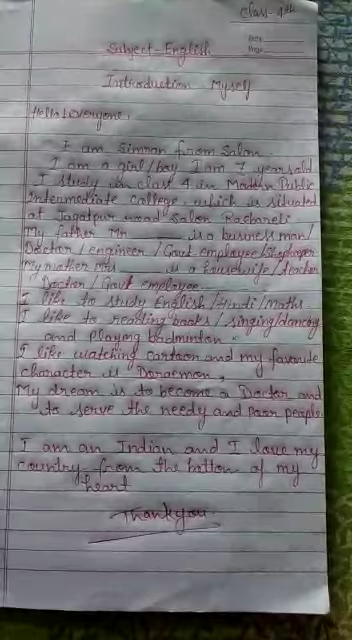 Class-4th
Date
Page
Subject-English
Introduction Myself
Hello Everyone,
I am Simran from Salon.
I am a girl/boy I am 7 years old
I study in class 4 in Modern Public
Intermediate college, which is situated
at Jagatpur road Salon Raebareli
My father Mr. ____ is a business man/
Doctor/engineer/Govt employee/Shopkeeper
My mother Mrs ____ is a housewife/teacher
Doctor/Govt employee
I like to study English/Hindi/Maths.
I like to reading books/singing/dancing
and playing badminton.
I like watching cartoon and my favorite
character is Doraemon,
My dream is to become a Doctor and
to serve the needy and poor people.
I am an Indian and I love my
country from the botton of my
heart
Thankyou